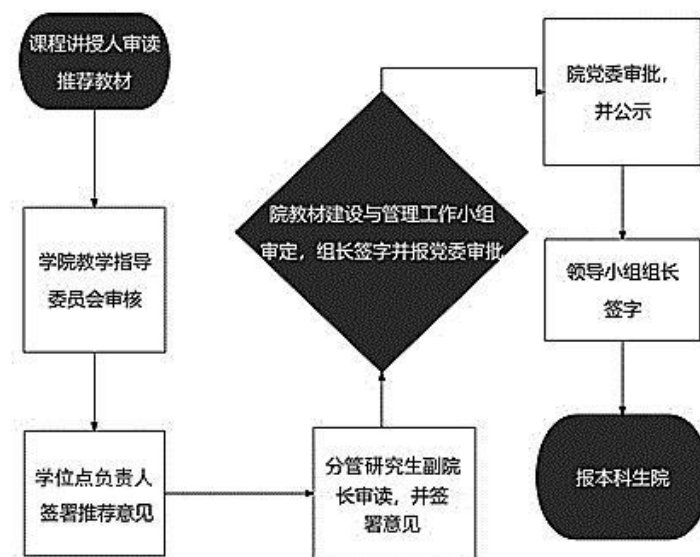 课程讲授人审读
推荐教材
学院教学指导
委员会审核
学位点负责人
签署推荐意见
分管研究生副院
长审读，并签
署意见
院教材建设与管理工作小组
审定，组长签字并报党委审批
院党委审批，
并公示
领导小组组长
签字
报本科生院